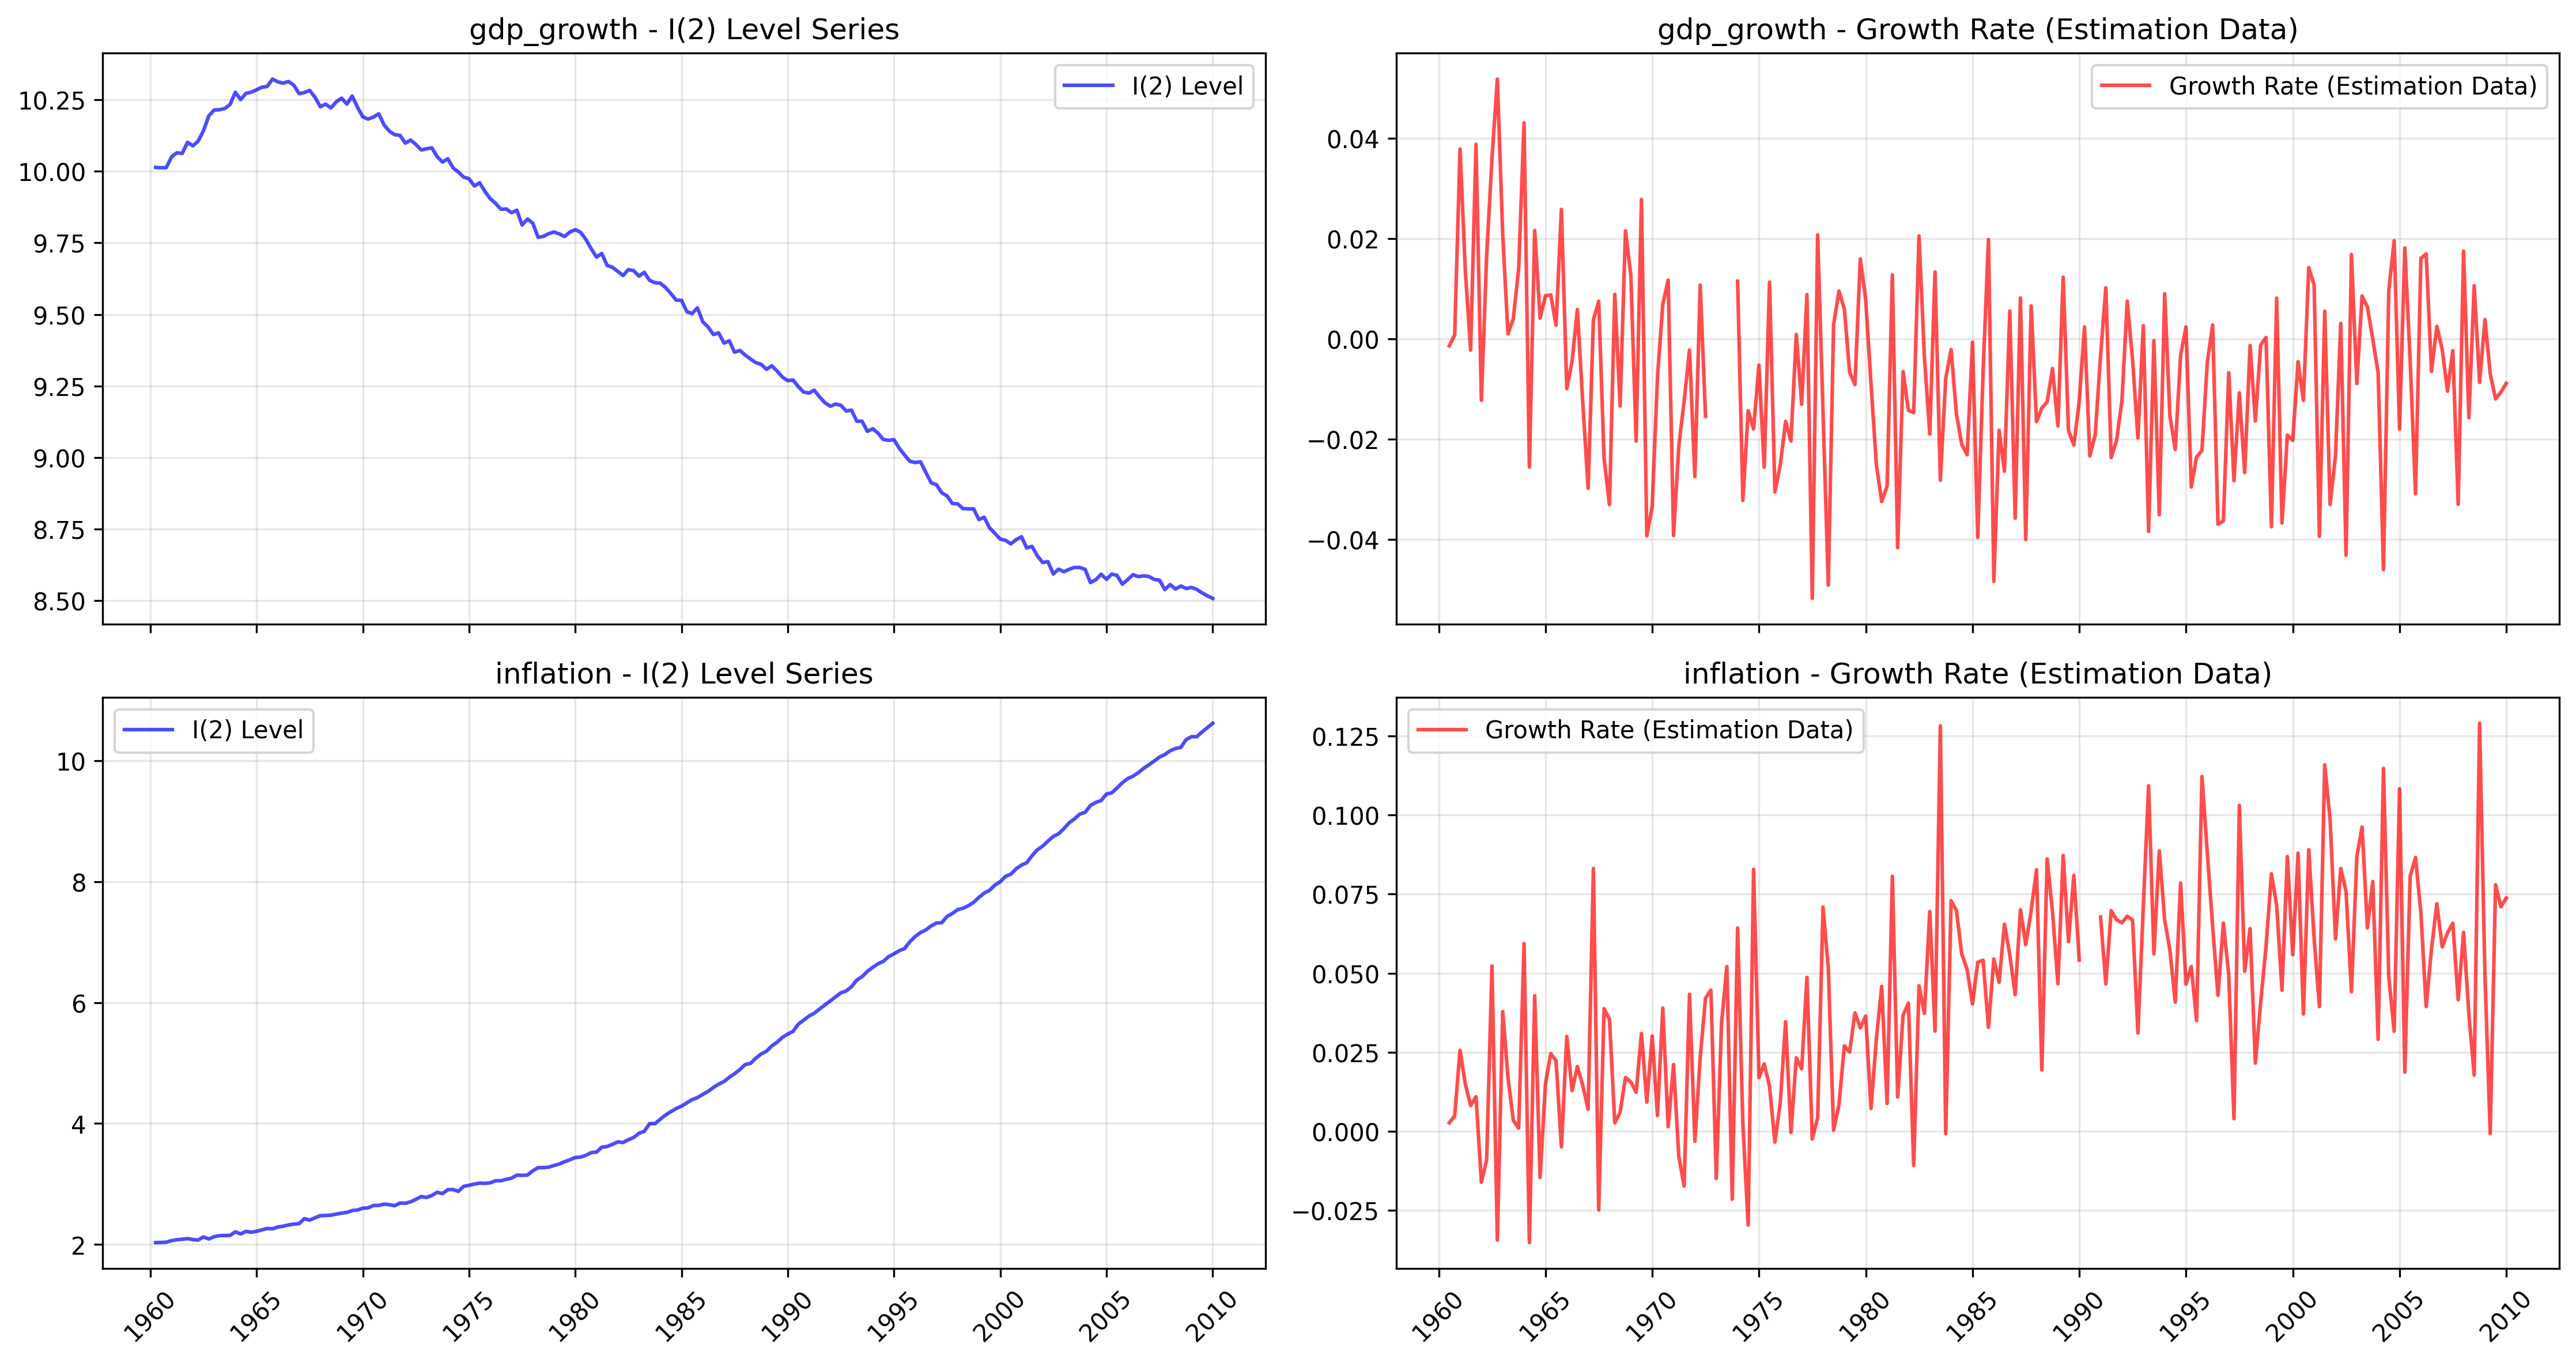 gdp_growth - I(2) Level Series
I(2) Level
10.25
10.00
9.75
9.50
9.25
9.00
8.75
8.50
gdp_growth - Growth Rate (Estimation Data)
Growth Rate (Estimation Data)
0.04
0.02
0.00
−0.02
−0.04
inflation - I(2) Level Series
I(2) Level
10
8
6
4
2
1960 1965 1970 1975 1980 1985 1990 1995 2000 2005 2010
inflation - Growth Rate (Estimation Data)
Growth Rate (Estimation Data)
0.125
0.100
0.075
0.050
0.025
0.000
−0.025
1960 1965 1970 1975 1980 1985 1990 1995 2000 2005 2010